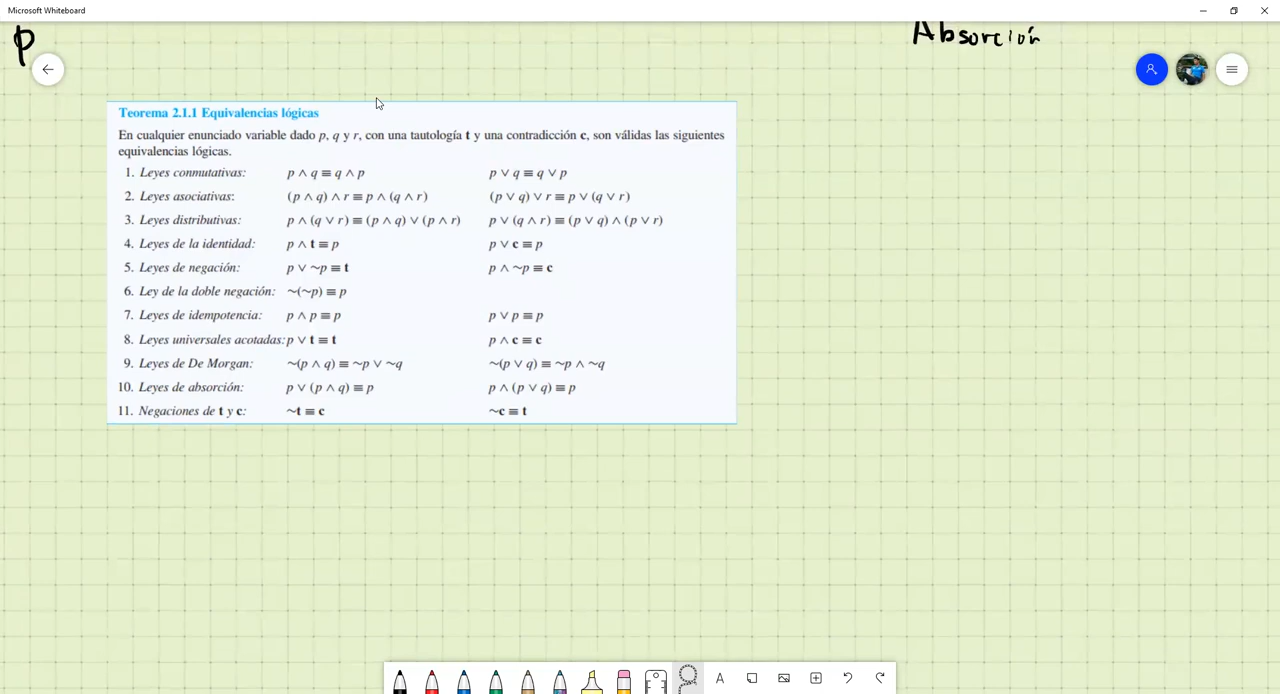 Microsoft Whiteboard
p
Absorción
Teorema 2.1.1 Equivalencias lógicas
En cualquier enunciado variable dado p, q y r, con una tautología t y una contradicción c, son válidas las siguientes
equivalencias lógicas.
1. Leyes conmutativas: p ∧ q ≡ q ∧ p p ∨ q ≡ q ∨ p
2. Leyes asociativas: (p ∧ q) ∧ r ≡ p ∧ (q ∧ r) (p ∨ q) ∨ r ≡ p ∨ (q ∨ r)
3. Leyes distributivas: p ∧ (q ∨ r) ≡ (p ∧ q) ∨ (p ∧ r) p ∨ (q ∧ r) ≡ (p ∨ q) ∧ (p ∨ r)
4. Leyes de la identidad: p ∧ t ≡ p p ∨ c ≡ p
5. Leyes de negación: p ∨ ~p ≡ t p ∧ ~p ≡ c
6. Ley de la doble negación: ~(~p) ≡ p
7. Leyes de idempotencia: p ∧ p ≡ p p ∨ p ≡ p
8. Leyes universales acotadas: p ∨ t ≡ t p ∧ c ≡ c
9. Leyes de De Morgan: ~(p ∧ q) ≡ ~p ∨ ~q ~(p ∨ q) ≡ ~p ∧ ~q
10. Leyes de absorción: p ∨ (p ∧ q) ≡ p p ∧ (p ∨ q) ≡ p
11. Negaciones de t y c: ~t ≡ c ~c ≡ t
A